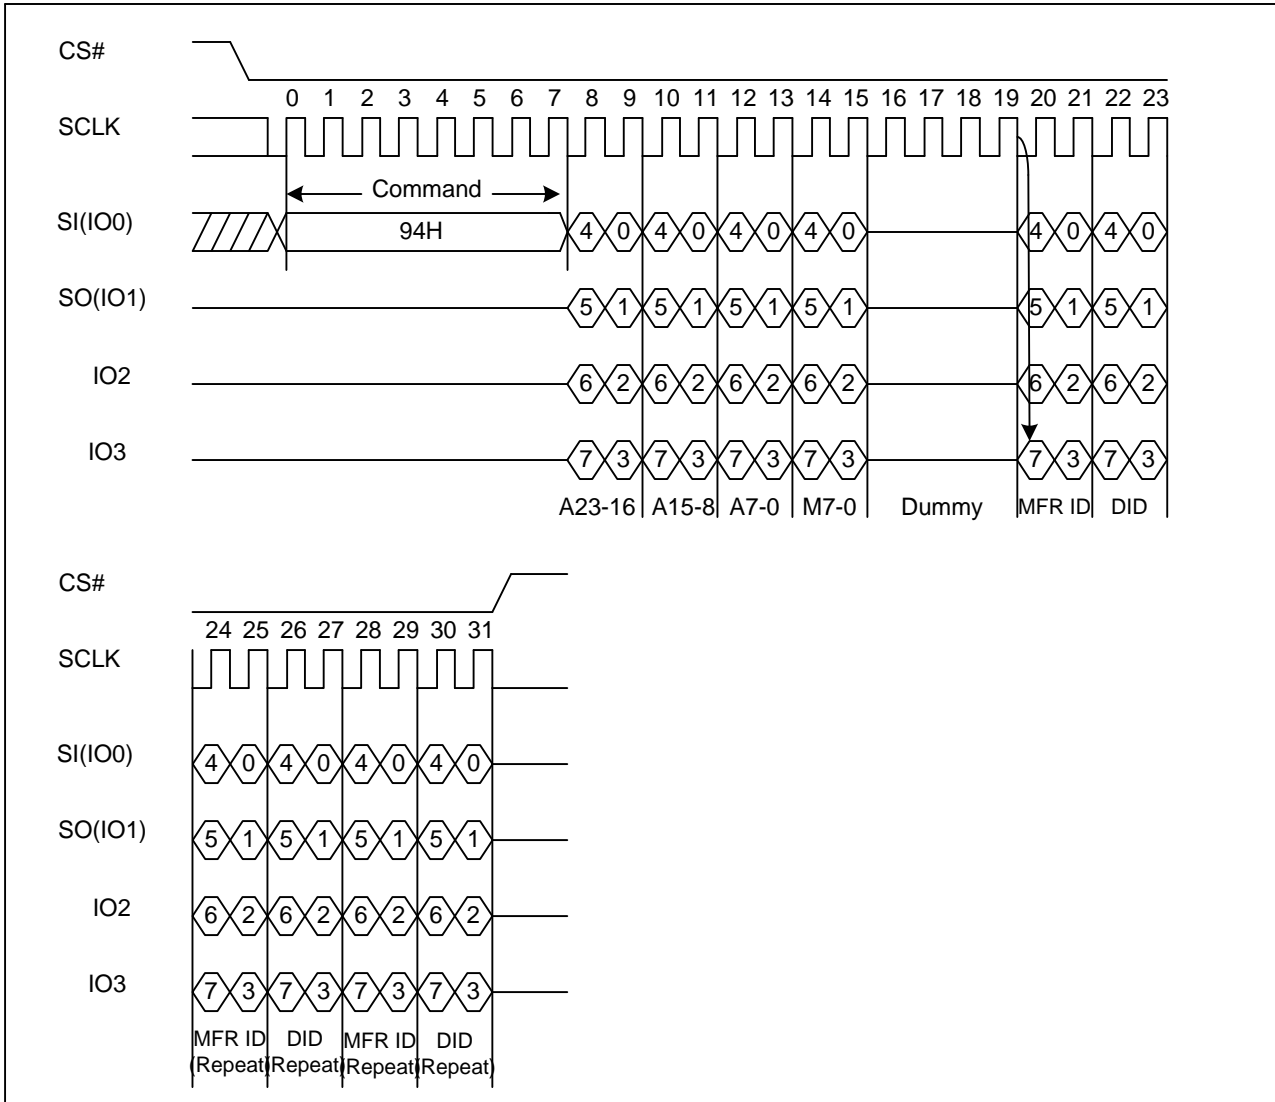 CS#
0 1 2 3 4 5 6 7 8 9 10 11 12 13 14 15 16 17 18 19 20 21 22 23
SCLK
Command
SI(IO0) 94H 4 0 4 0 4 0 4 0 4 0 4 0
SO(IO1) 5 1 5 1 5 1 5 1 5 1 5 1
IO2 6 2 6 2 6 2 6 2 6 2 6 2
IO3 7 3 7 3 7 3 7 3 7 3 7 3
A23-16 A15-8 A7-0 M7-0 Dummy MFR ID DID
CS#
24 25 26 27 28 29 30 31
SCLK
SI(IO0) 4 0 4 0 4 0 4 0
SO(IO1) 5 1 5 1 5 1 5 1
IO2 6 2 6 2 6 2 6 2
IO3 7 3 7 3 7 3 7 3
MFR ID DID MFR ID DID
(Repeat) (Repeat) (Repeat) (Repeat)